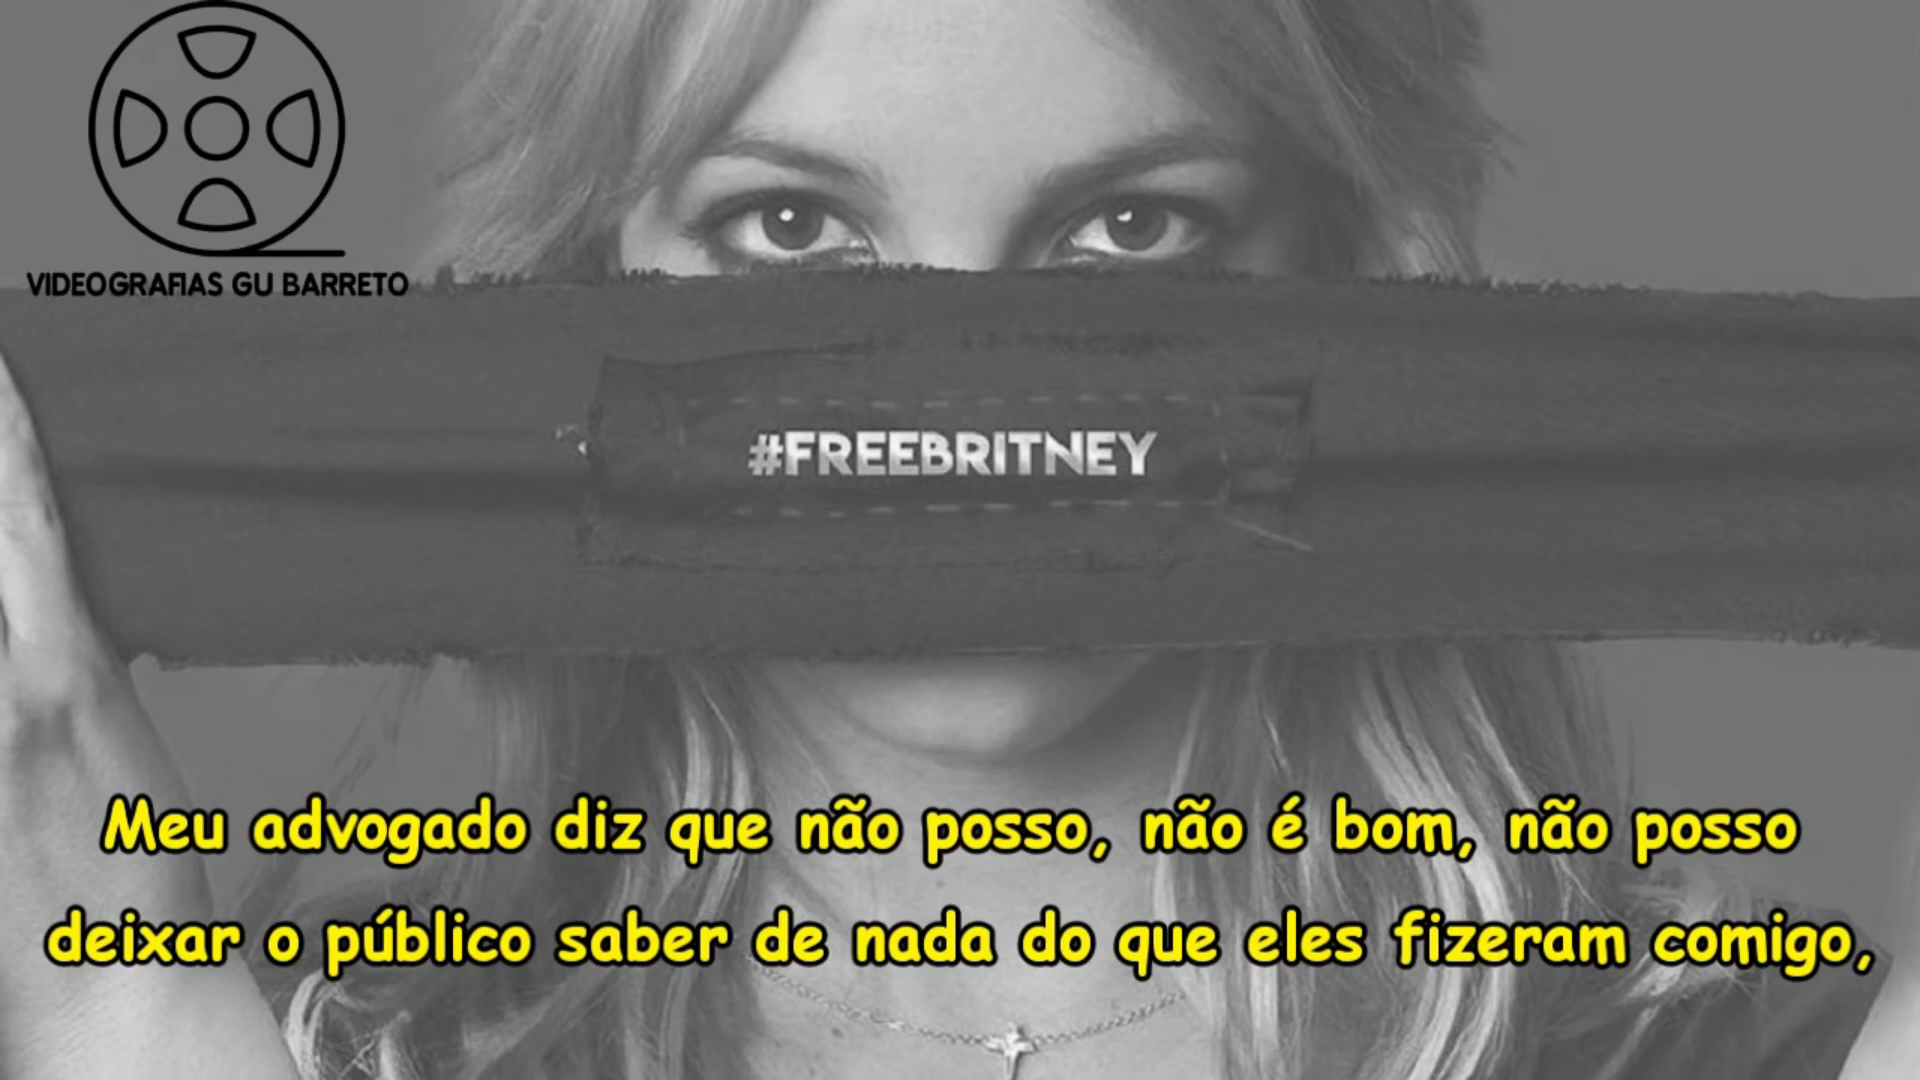 VIDEOGRAFIAS GU BARRETO
#FREEBRITNEY
Meu advogado diz que não posso, não é bom, não posso
deixar o público saber de nada do que eles fizeram comigo,